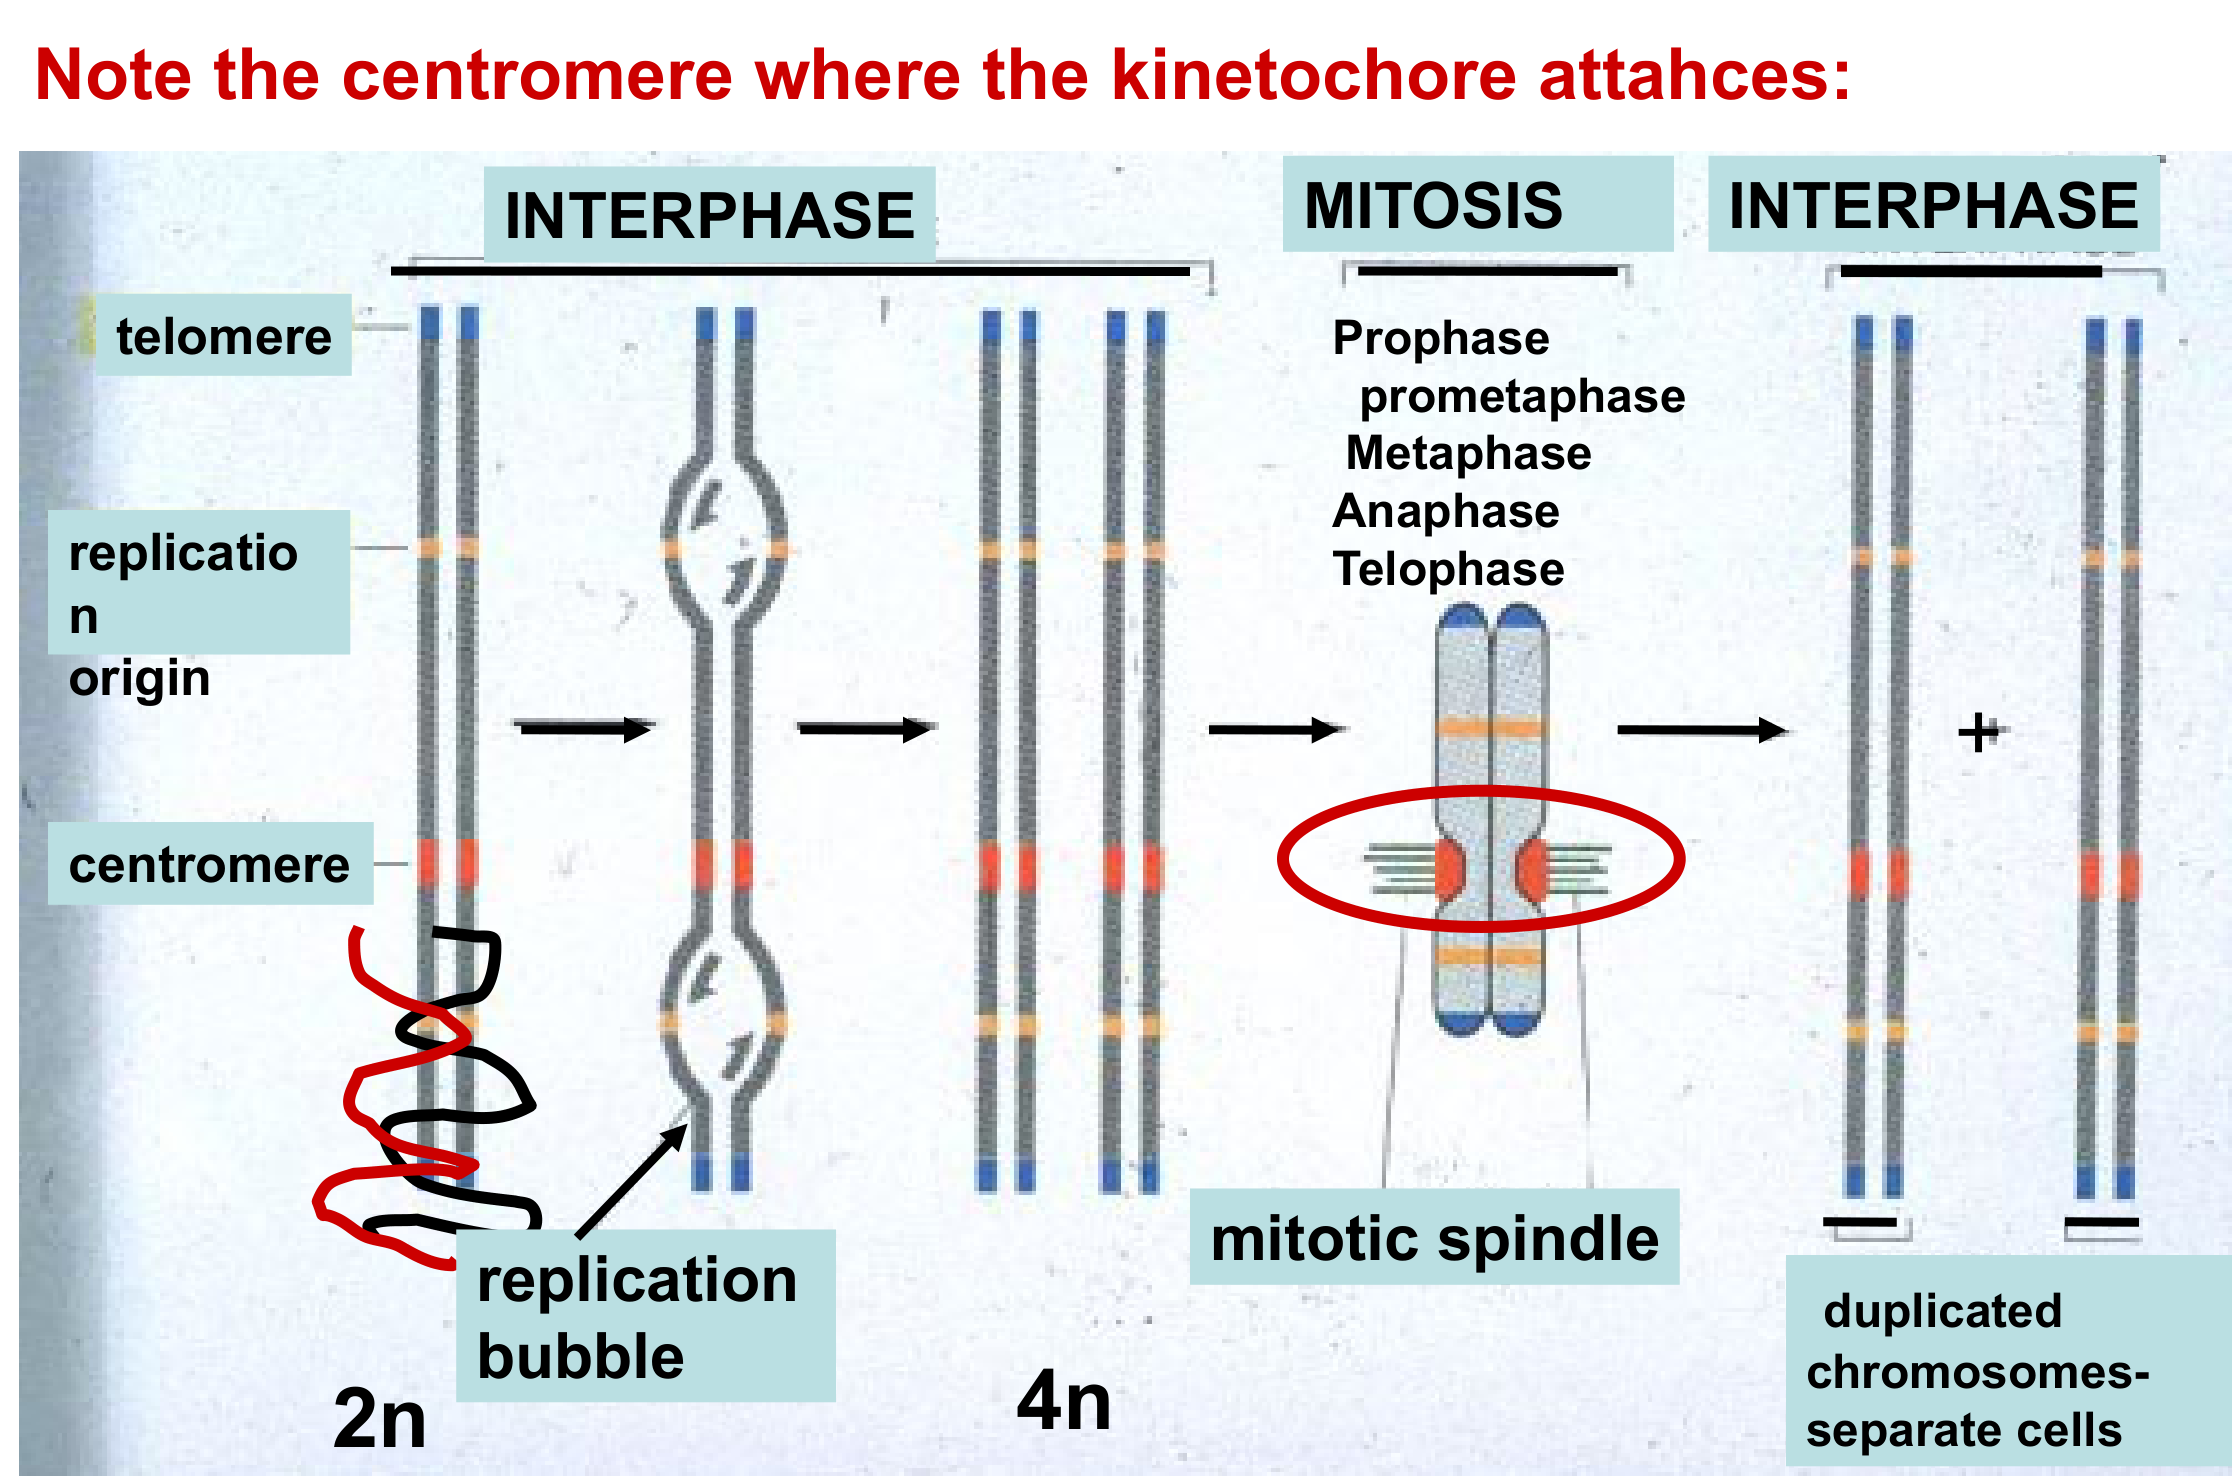 Note the centromere where the kinetochore attahces:
INTERPHASE
MITOSIS
INTERPHASE
telomere
Prophase
prometaphase
Metaphase
Anaphase
Telophase
replicatio
n
origin
+
centromere
mitotic spindle
replication
bubble
duplicated
chromosomes-
separate cells
2n
4n